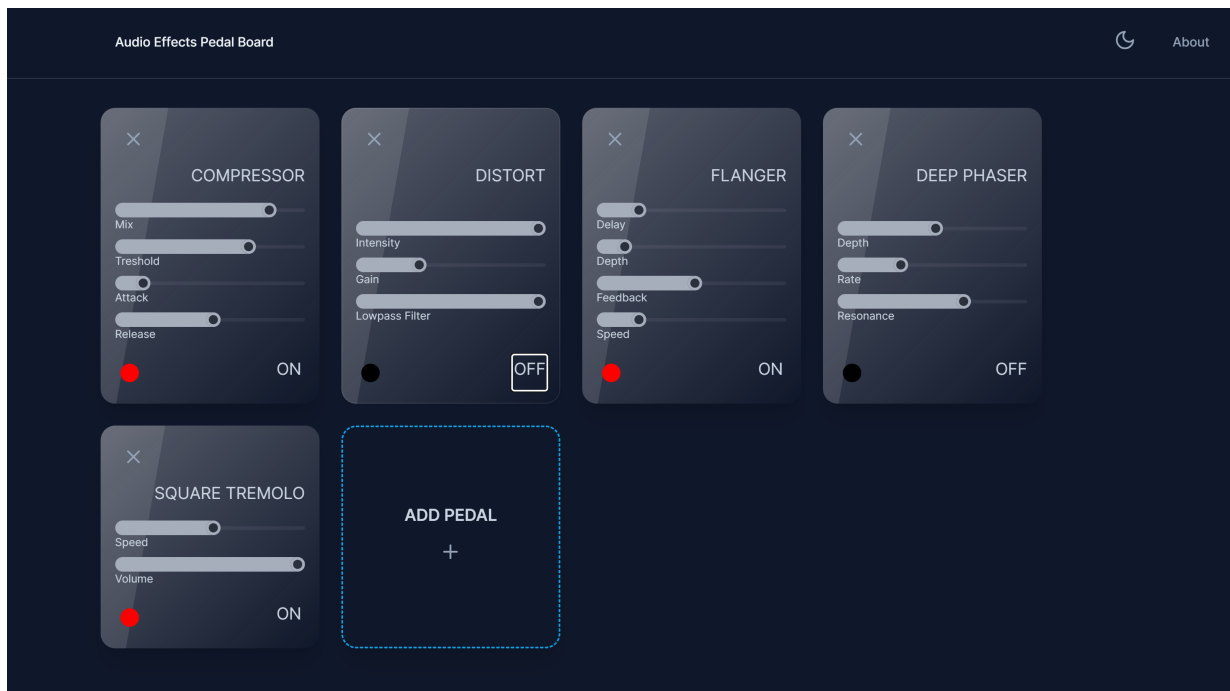 Audio Effects Pedal Board
About
COMPRESSOR
Mix
Treshold
Attack
Release
ON
DISTORT
Intensity
Gain
Lowpass Filter
OFF
FLANGER
Delay
Depth
Feedback
Speed
ON
DEEP PHASER
Depth
Rate
Resonance
OFF
SQUARE TREMOLO
Speed
Volume
ON
ADD PEDAL